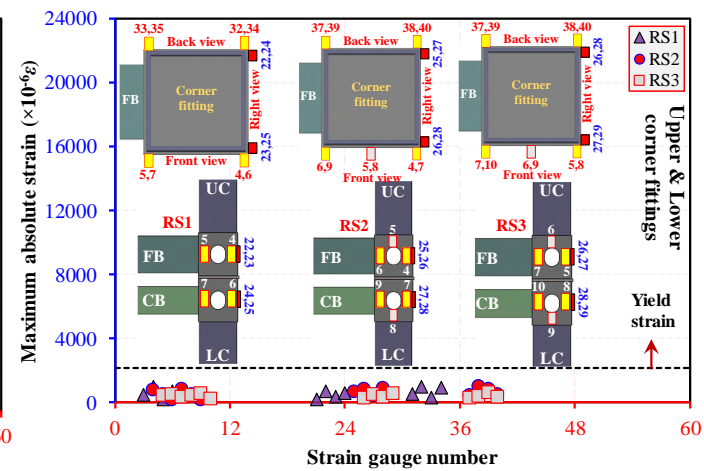 24000
20000
16000
12000
8000
4000
0
Maximum absolute strain (×10⁻⁶ε)
0
12
24
36
48
60
Strain gauge number
RS1
RS2
RS3
Upper & Lower
corner fittings
Yield
strain
33,35
32,34
Back view
22,24
FB
Corner
fitting
Right view
23,25
Front view
5,7
4,6
37,39
38,40
Back view
25,27
FB
Corner
fitting
Right view
26,28
6,9
5,8
4,7
Front view
37,39
38,40
Back view
26,28
FB
Corner
fitting
Right view
27,29
7,10
6,9
5,8
Front view
UC
RS1
5
4
22,23
FB
7
6
24,25
CB
LC
UC
RS2
5
25,26
FB
6
4
9
7
27,28
CB
8
LC
UC
RS3
6
26,27
FB
7
5
10
8
28,29
CB
9
LC